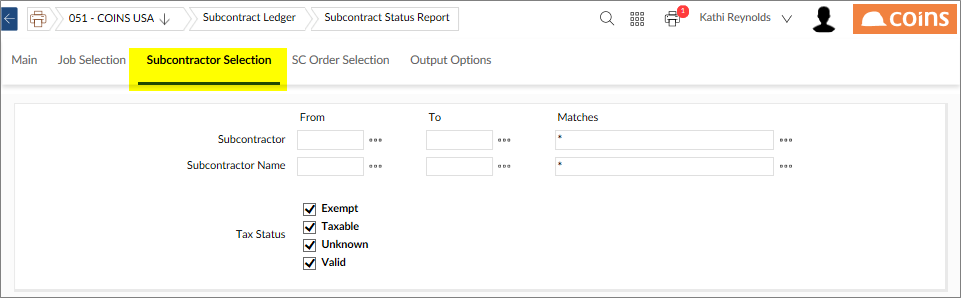 051 - COINS USA Subcontract Ledger Subcontract Status Report 1 Kathi Reynolds coins
Main Job Selection Subcontractor Selection SC Order Selection Output Options
From To Matches
Subcontractor *
Subcontractor Name *
Exempt
Taxable
Tax Status
Unknown
Valid